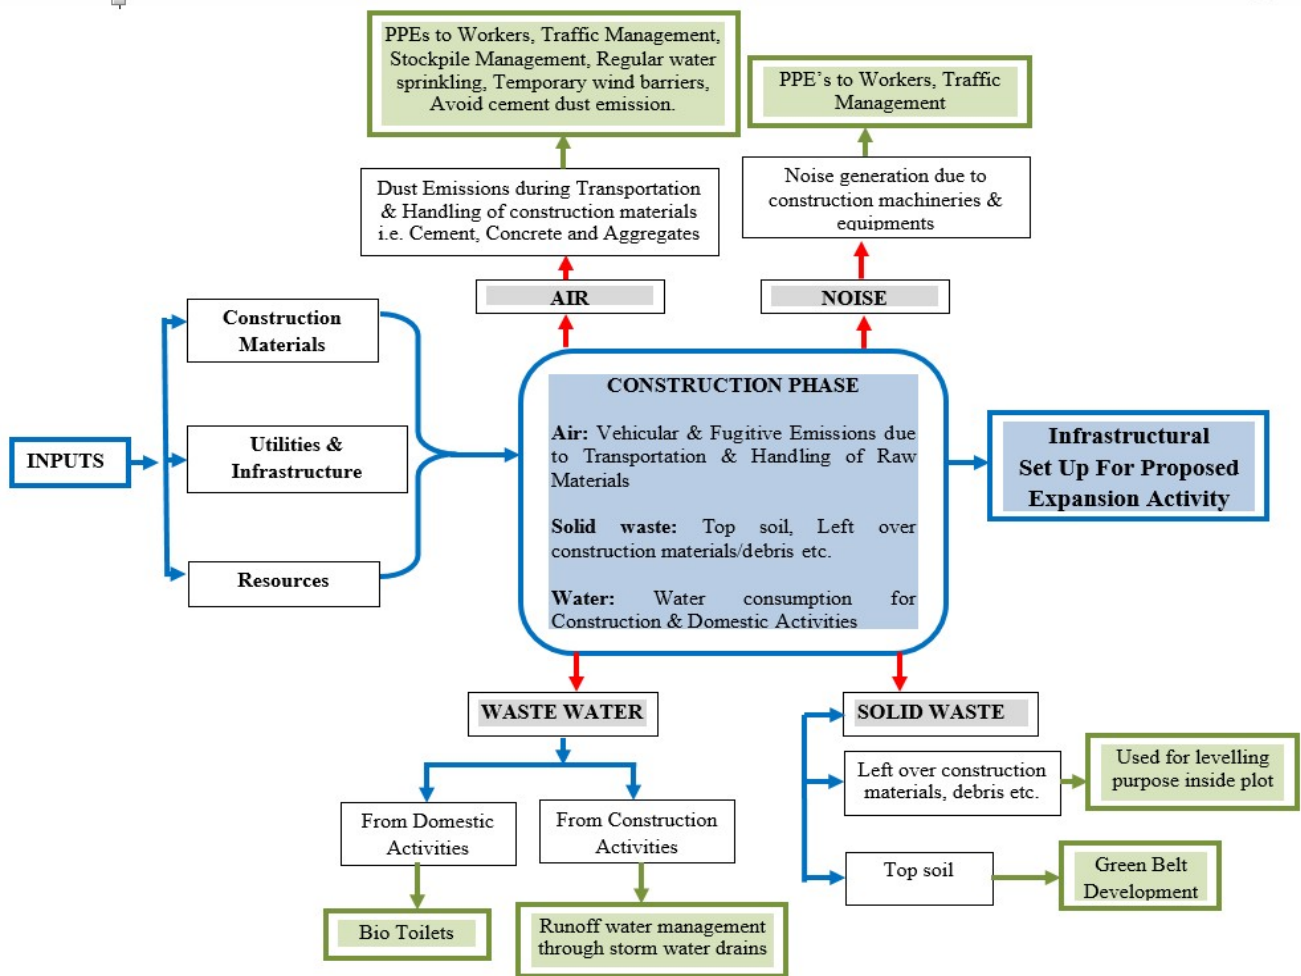 PPEs to Workers, Traffic Management,
Stockpile Management, Regular water
sprinkling, Temporary wind barriers,
Avoid cement dust emission.
PPE’s to Workers, Traffic
Management
Dust Emissions during Transportation
& Handling of construction materials
i.e. Cement, Concrete and Aggregates
Noise generation due to
construction machineries &
equipments
AIR
NOISE
Construction
Materials
Utilities &
Infrastructure
Resources
INPUTS
CONSTRUCTION PHASE
Air: Vehicular & Fugitive Emissions due
to Transportation & Handling of Raw
Materials
Solid waste: Top soil, Left over
construction materials/debris etc.
Water: Water consumption for
Construction & Domestic Activities
Infrastructural
Set Up For Proposed
Expansion Activity
WASTE WATER
From Domestic
Activities
From Construction
Activities
Bio Toilets
Runoff water management
through storm water drains
SOLID WASTE
Left over construction
materials, debris etc.
Used for levelling
purpose inside plot
Top soil
Green Belt
Development